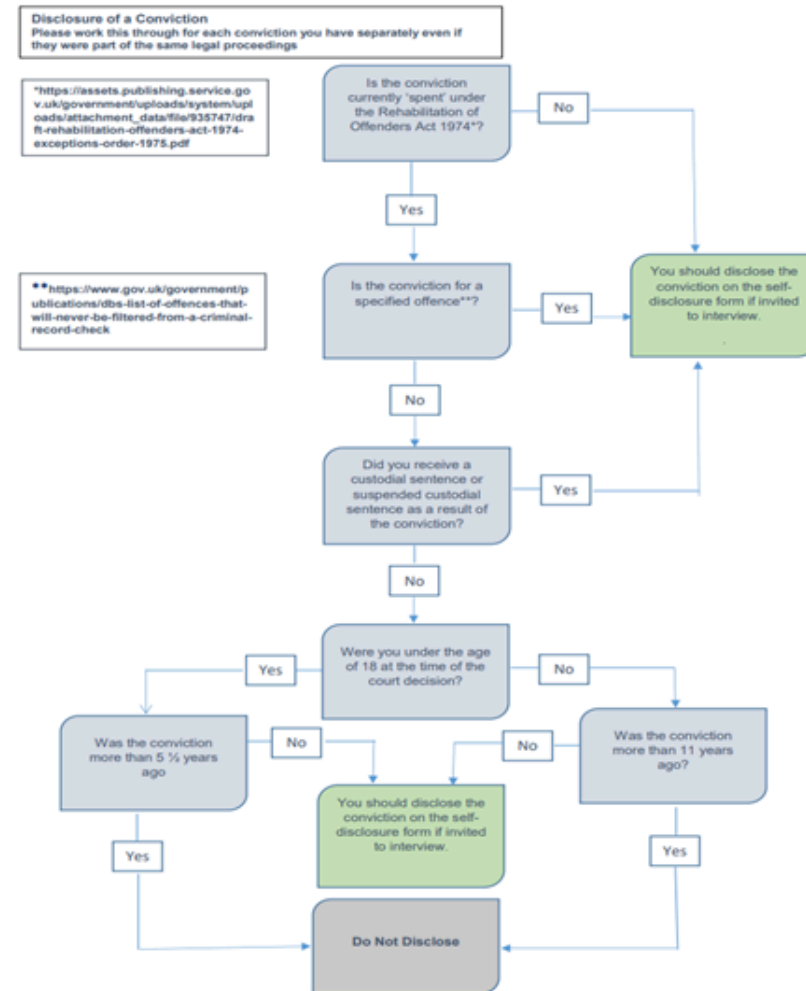 Disclosure of a Conviction
Please work this through for each conviction you have separately even if
they were part of the same legal proceedings
*https://assets.publishing.service.go
v.uk/government/uploads/system/upl
oads/attachment_data/file/935747/dra
ft-rehabilitation-offenders-act-1974-
exceptions-order-1975.pdf
Is the conviction
currently 'spent' under
the Rehabilitation of
Offenders Act 1974*?
No
Yes
**https://www.gov.uk/government/p
ublications/dbs-list-of-offences-that-
will-never-be-filtered-from-a-criminal-
record-check
Is the conviction for a
specified offence**?
Yes
You should disclose the
conviction on the self-
disclosure form if invited
to interview.
.
No
Did you receive a
custodial sentence or
suspended custodial
sentence as a result of
the conviction?
Yes
No
Were you under the age
of 18 at the time of the
court decision?
Yes
No
Was the conviction
more than 5 ½ years
ago
No
No
Was the conviction
more than 11 years
ago?
You should disclose the
conviction on the self-
disclosure form if invited
to interview.
Yes
Yes
Do Not Disclose